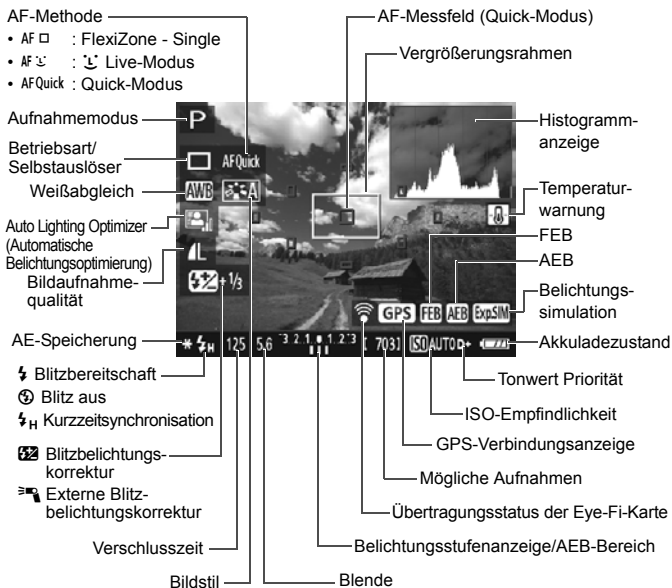 AF-Methode
• AF □ : FlexiZone - Single
• AF : Live-Modus
• AFQuick : Quick-Modus
Aufnahmemodus
Betriebsart/
Selbstauslöser
Weißabgleich
Auto Lighting Optimizer
(Automatische
Belichtungsoptimierung)
Bildaufnahme-
qualität
AE-Speicherung
Blitzbereitschaft
Blitz aus
H Kurzzeitsynchronisation
Blitzbelichtungs-
korrektur
Externe Blitz-
belichtungskorrektur
Verschlusszeit
Bildstil
AF-Messfeld (Quick-Modus)
Vergrößerungsrahmen
Histogramm-
anzeige
Temperatur-
warnung
FEB
AEB
Belichtungs-
simulation
Akkuladezustand
Tonwert Priorität
ISO-Empfindlichkeit
GPS-Verbindungsanzeige
Mögliche Aufnahmen
Übertragungsstatus der Eye-Fi-Karte
Belichtungsstufenanzeige/AEB-Bereich
Blende
P
AFQuick
AWB
A
L
+1/3
GPS FEB AEB Exp.SIM
H 125 5.6 3.2.1.0.1.2.3 [ 703] ISO AUTO D+